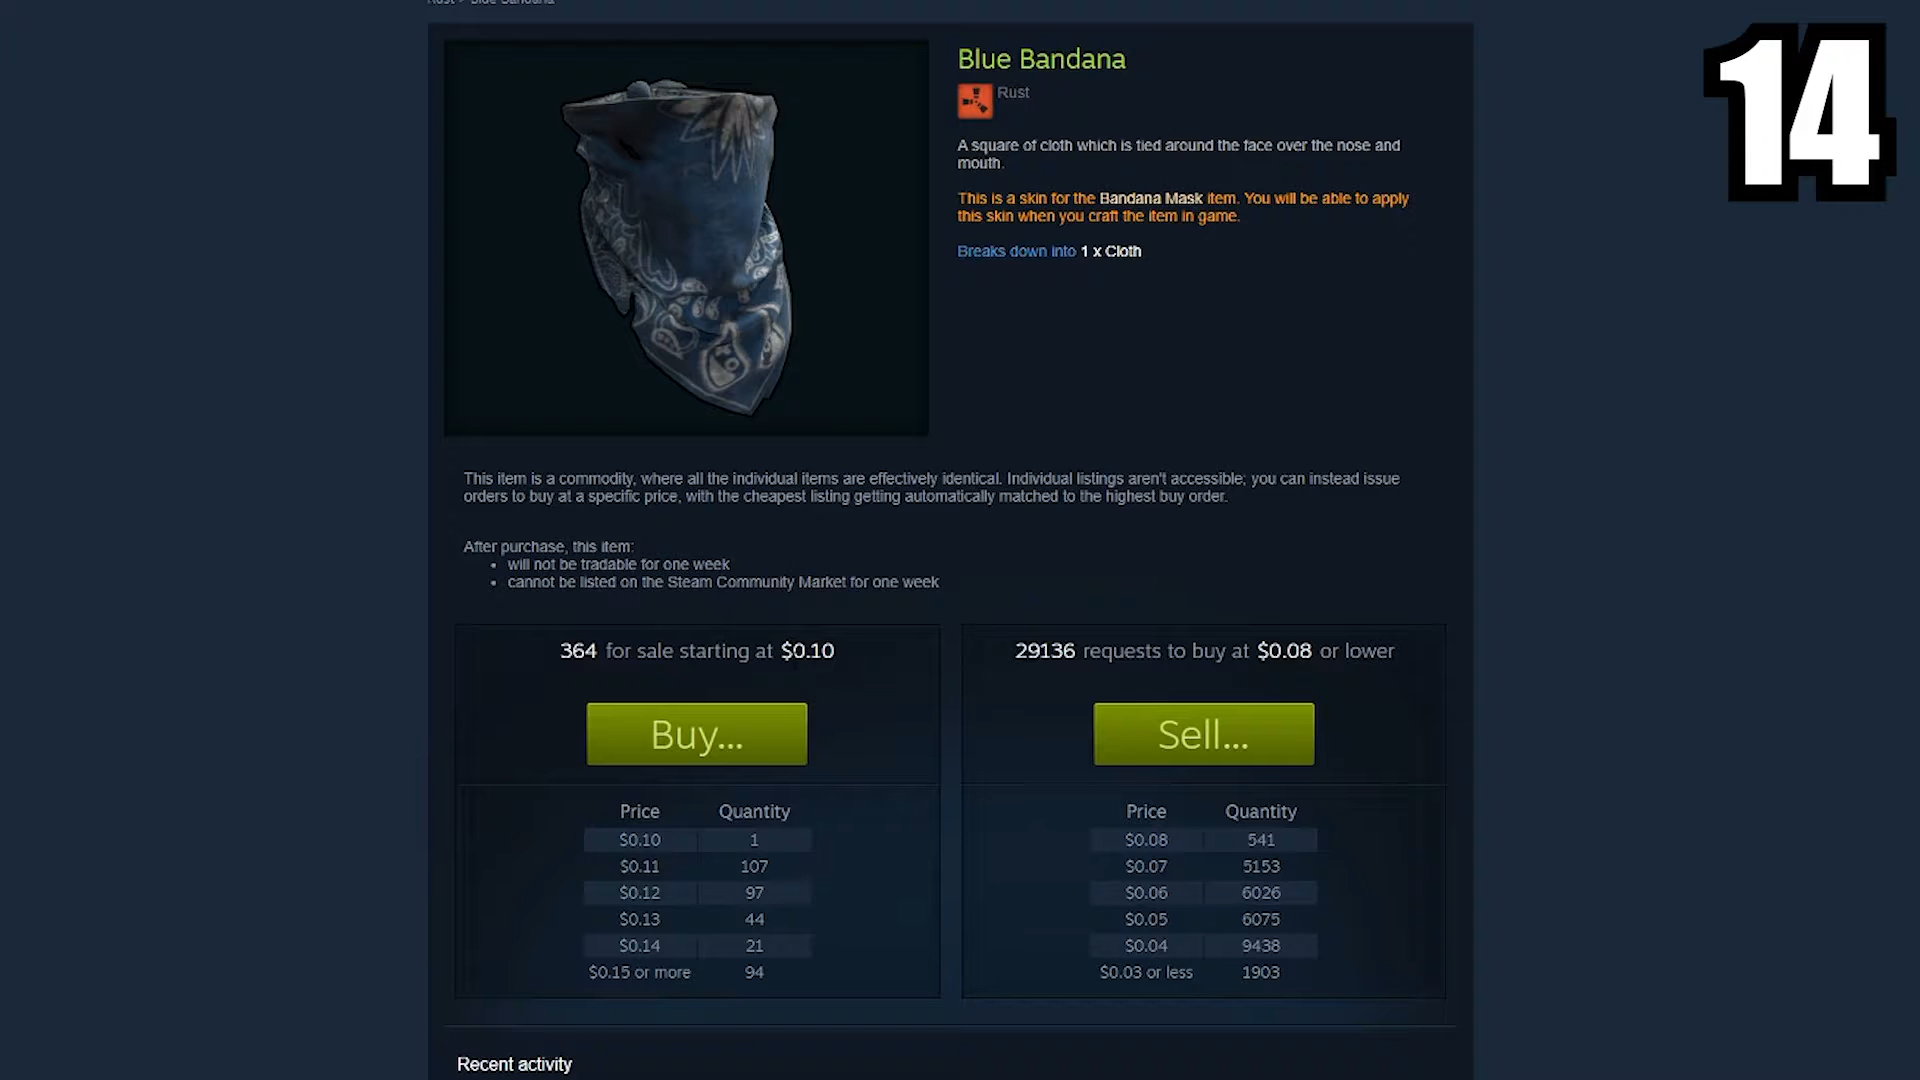 Rust > Blue Bandana
14
Blue Bandana
Rust
A square of cloth which is tied around the face over the nose and
mouth.
This is a skin for the Bandana Mask item. You will be able to apply
this skin when you craft the item in game.
Breaks down into 1 x Cloth
This item is a commodity, where all the individual items are effectively identical. Individual listings aren't accessible; you can instead issue
orders to buy at a specific price, with the cheapest listing getting automatically matched to the highest buy order.
After purchase, this item:
• will not be tradable for one week
• cannot be listed on the Steam Community Market for one week
364 for sale starting at $0.10
Buy...
Price Quantity
$0.10 1
$0.11 107
$0.12 97
$0.13 44
$0.14 21
$0.15 or more 94
29136 requests to buy at $0.08 or lower
Sell...
Price Quantity
$0.08 541
$0.07 5153
$0.06 6026
$0.05 6075
$0.04 9438
$0.03 or less 1903
Recent activity